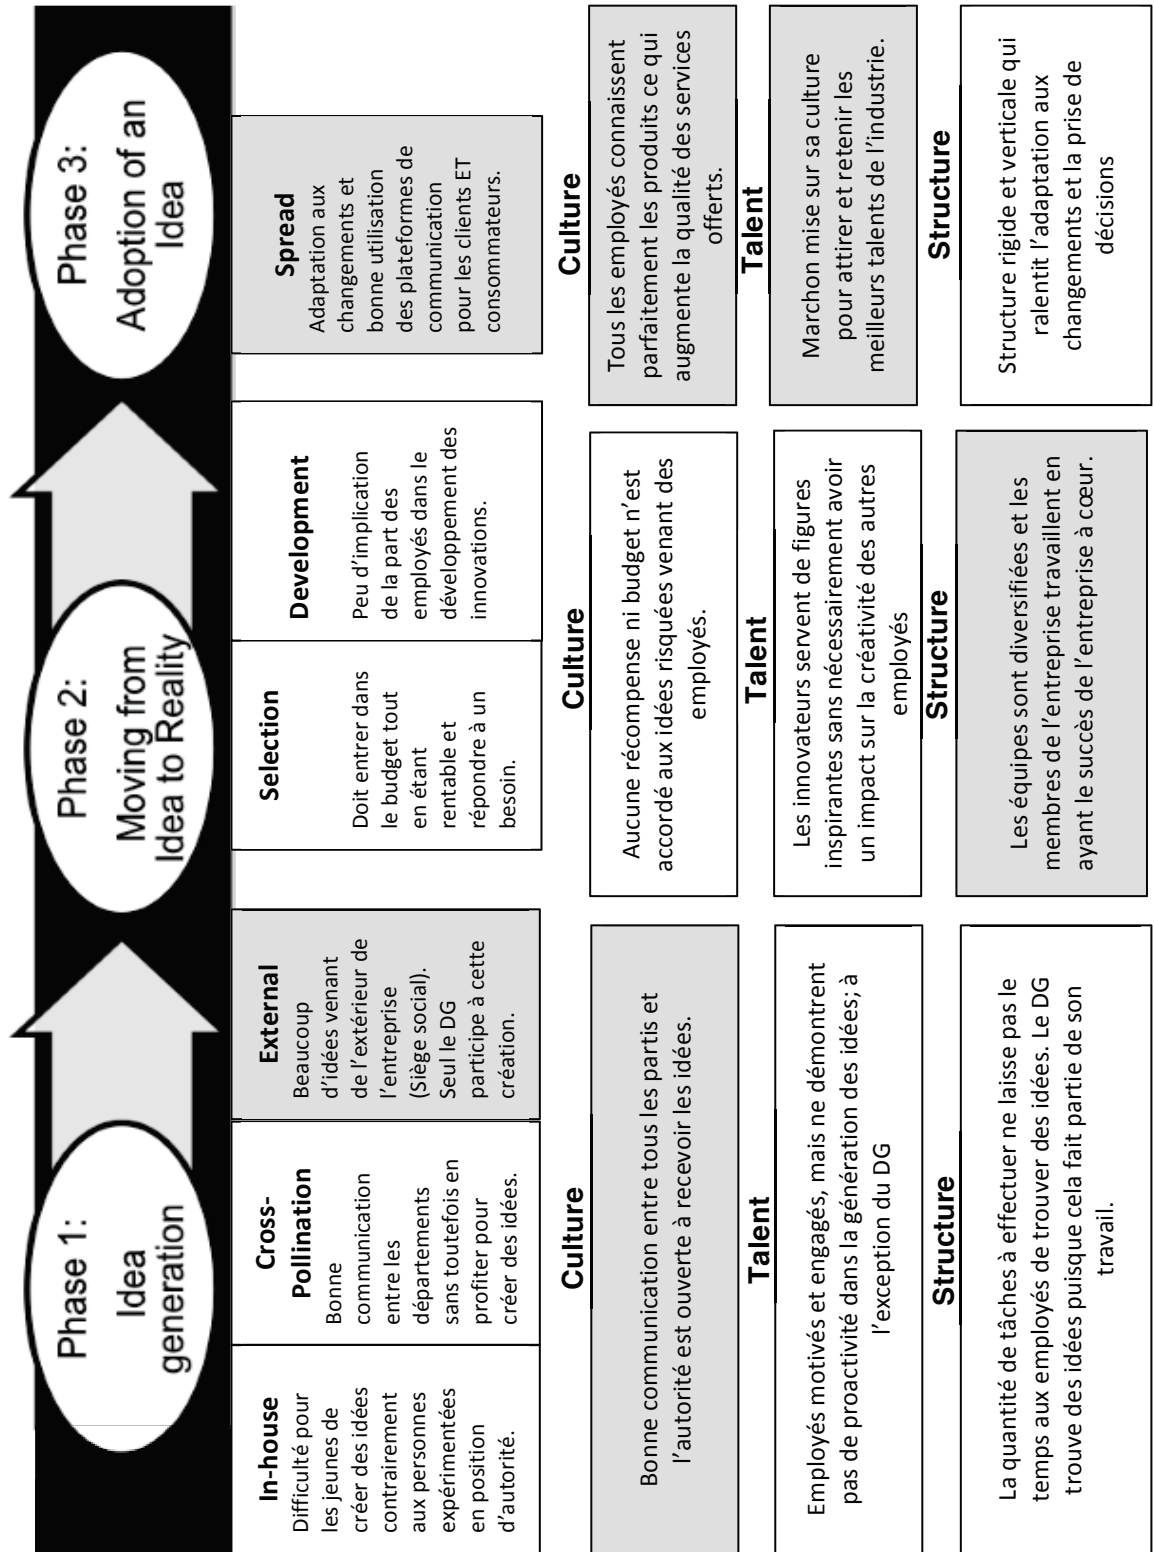 Phase 1:
Idea
generation
Phase 2:
Moving from
Idea to Reality
Phase 3:
Adoption of an
Idea
In-house
Difficulté pour
les jeunes de
créer des idées
contrairement
aux personnes
expérimentées
en position
d'autorité.
Cross-
Pollination
Bonne
communication
entre les
départements
sans toutefois en
profiter pour
créer des idées.
External
Beaucoup
d'idées venant
de l'extérieur de
l'entreprise
(Siège social).
Seul le DG
participe à cette
création.
Selection
Doit entrer dans
le budget tout
en étant
rentable et
répondre à un
besoin.
Development
Peu d'implication
de la part des
employés dans le
développement des
innovations.
Spread
Adaptation aux
changements et
bonne utilisation
des plateformes de
communication
pour les clients ET
consommateurs.
Culture
Bonne communication entre tous les partis et
l'autorité est ouverte à recevoir les idées.
Culture
Aucune récompense ni budget n'est
accordé aux idées risquées venant des
employés.
Culture
Tous les employés connaissent
parfaitement les produits ce qui
augmente la qualité des services
offerts.
Talent
Employés motivés et engagés, mais ne démontrent
pas de proactivité dans la génération des idées; à
l'exception du DG
Talent
Les innovateurs servent de figures
inspirantes sans nécessairement avoir
un impact sur la créativité des autres
employés
Talent
Marchon mise sur sa culture
pour attirer et retenir les
meilleurs talents de l'industrie.
Structure
La quantité de tâches à effectuer ne laisse pas le
temps aux employés de trouver des idées. Le DG
trouve des idées puisque cela fait partie de son
travail.
Structure
Les équipes sont diversifiées et les
membres de l'entreprise travaillent en
ayant le succès de l'entreprise à cœur.
Structure
Structure rigide et verticale qui
ralentit l'adaptation aux
changements et la prise de
décisions